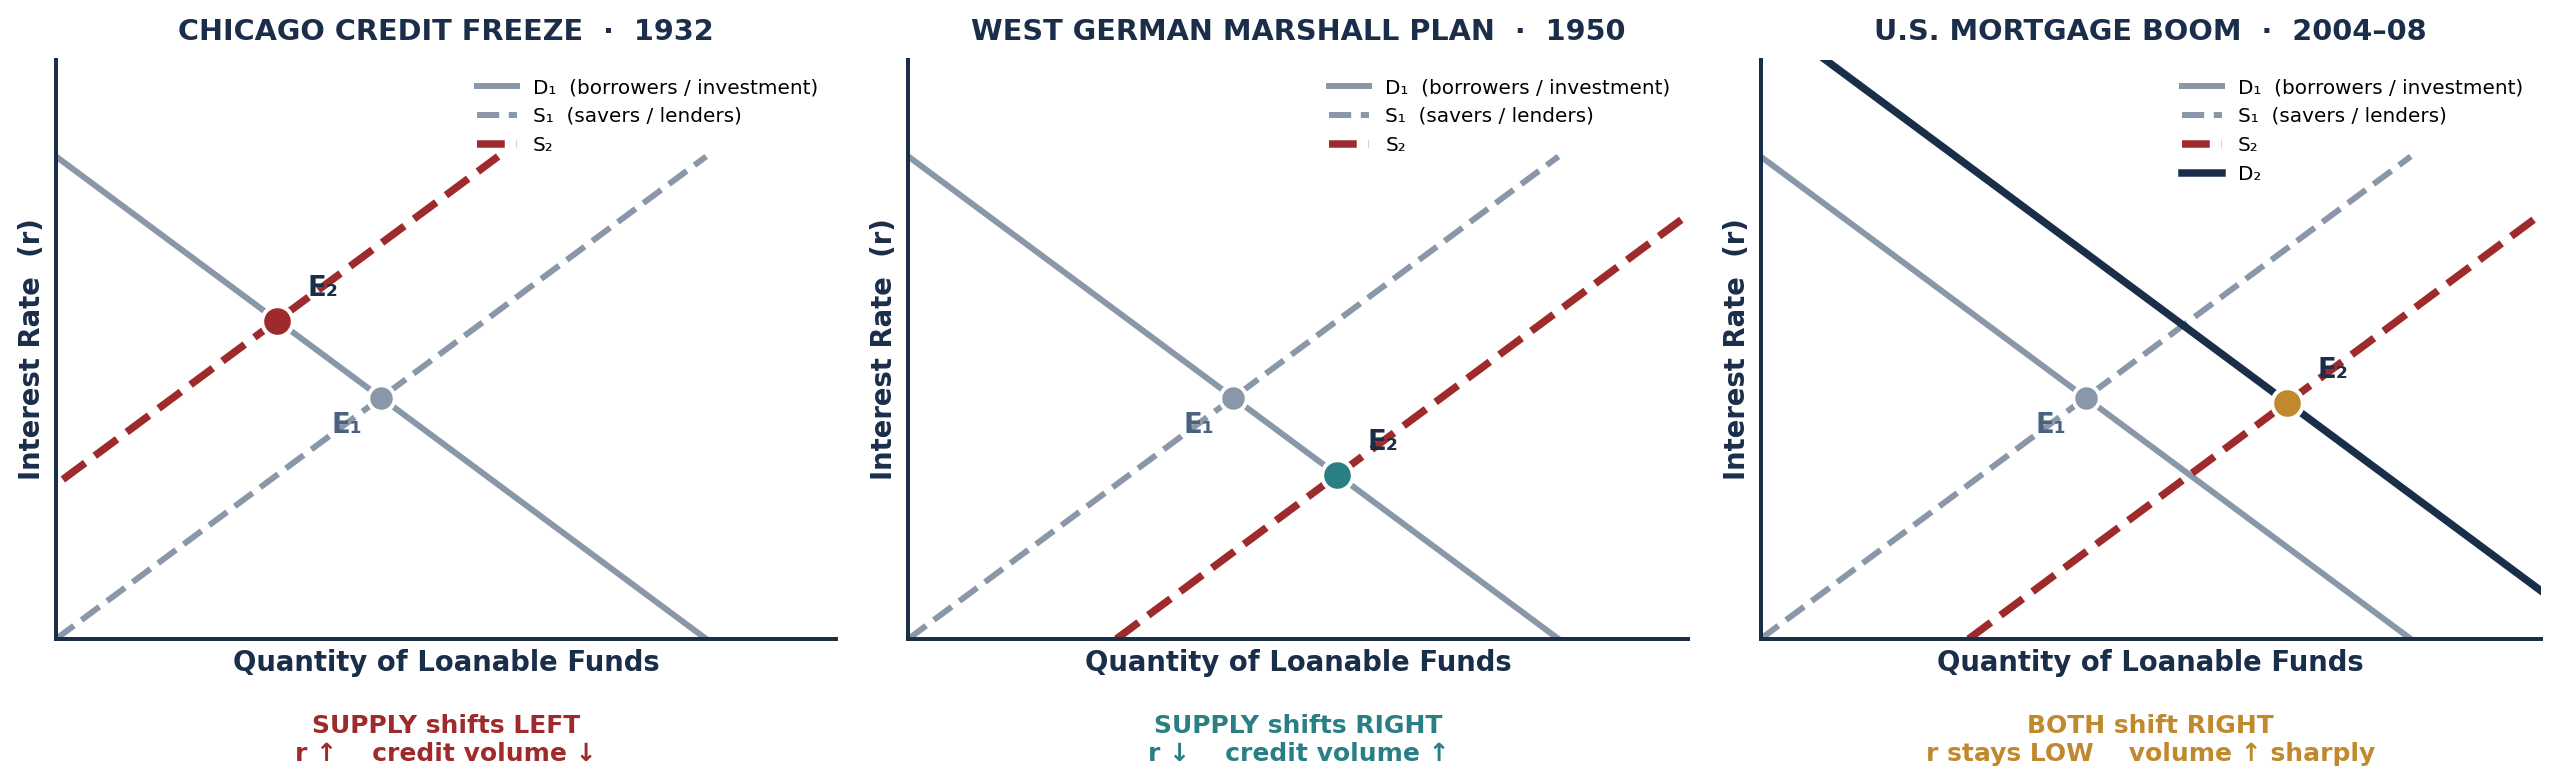 CHICAGO CREDIT FREEZE · 1932
D₁ (borrowers / investment)
S₁ (savers / lenders)
S₂
E₂
E₁
Interest Rate (r)
Quantity of Loanable Funds
SUPPLY shifts LEFT
r ↑ credit volume ↓
WEST GERMAN MARSHALL PLAN · 1950
D₁ (borrowers / investment)
S₁ (savers / lenders)
S₂
E₁
E₂
Interest Rate (r)
Quantity of Loanable Funds
SUPPLY shifts RIGHT
r ↓ credit volume ↑
U.S. MORTGAGE BOOM · 2004–08
D₁ (borrowers / investment)
S₁ (savers / lenders)
S₂
D₂
E₂
E₁
Interest Rate (r)
Quantity of Loanable Funds
BOTH shift RIGHT
r stays LOW volume ↑ sharply